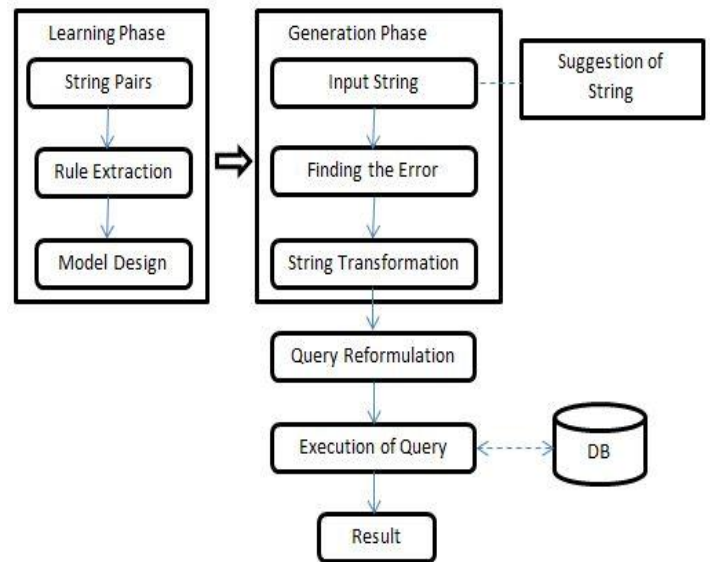 Learning Phase
String Pairs
Rule Extraction
Model Design
Generation Phase
Input String
Finding the Error
String Transformation
Suggestion of
String
Query Reformulation
Execution of Query
DB
Result